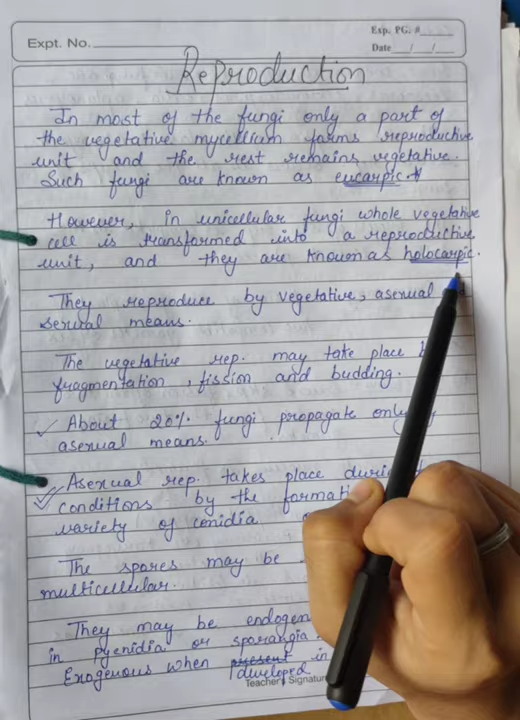 Exp. PG. #
Expt. No.
Date / /
Reproduction
In most of the fungi only a part of
the vegetative mycellium forms reproductive
unit and the rest remains vegetative.
Such fungi are known as eucarpic
However, in unicellular fungi whole vegetative
cell is transformed into a reproductive
unit, and they are known as holocarpic.
They reproduce by vegetative, asexual
sexual means.
The vegetative rep. may take place
fragmentation, fission and budding.
About 20% fungi propagate only
asexual means.
Asexual rep. takes place
conditions by the
variety of conidia
The spares may be
multicellular.
They may be
in pyenidia or sporangia
Exogenous when present developed in
Teacher's